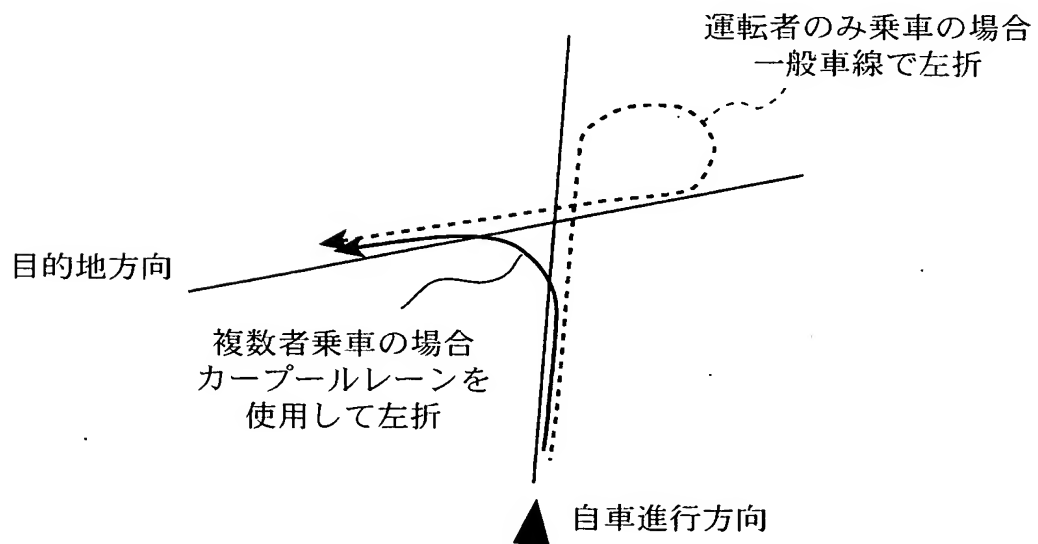 運転者のみ乗車の場合
一般車線で左折
目的地方向
複数者乗車の場合
カープールレーンを
使用して左折
自車進行方向